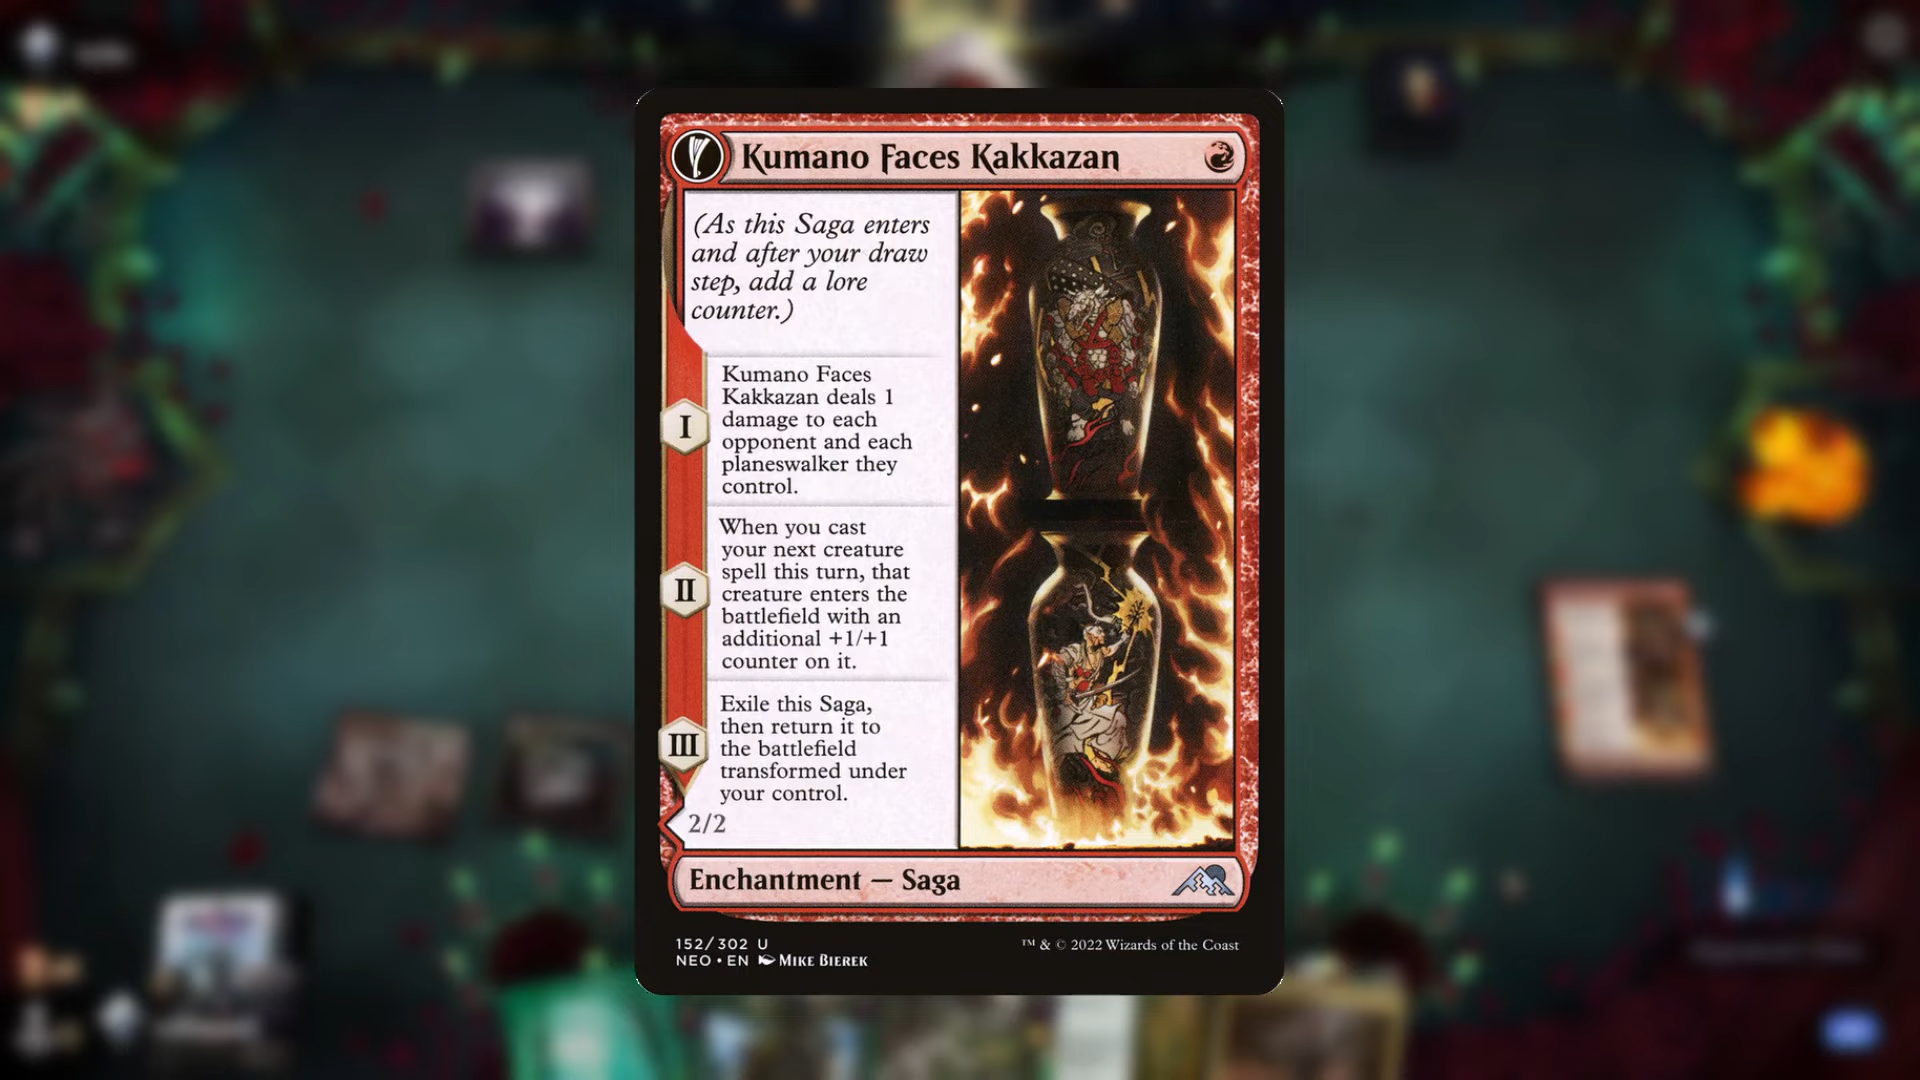 Kumano Faces Kakkazan
(As this Saga enters
and after your draw
step, add a lore
counter.)
I
Kumano Faces
Kakkazan deals 1
damage to each
opponent and each
planeswalker they
control.
II
When you cast
your next creature
spell this turn, that
creature enters the
battlefield with an
additional +1/+1
counter on it.
III
Exile this Saga,
then return it to
the battlefield
transformed under
your control.
2/2
Enchantment — Saga
152/302 U
NEO • EN MIKE BIEREK
™ & © 2022 Wizards of the Coast